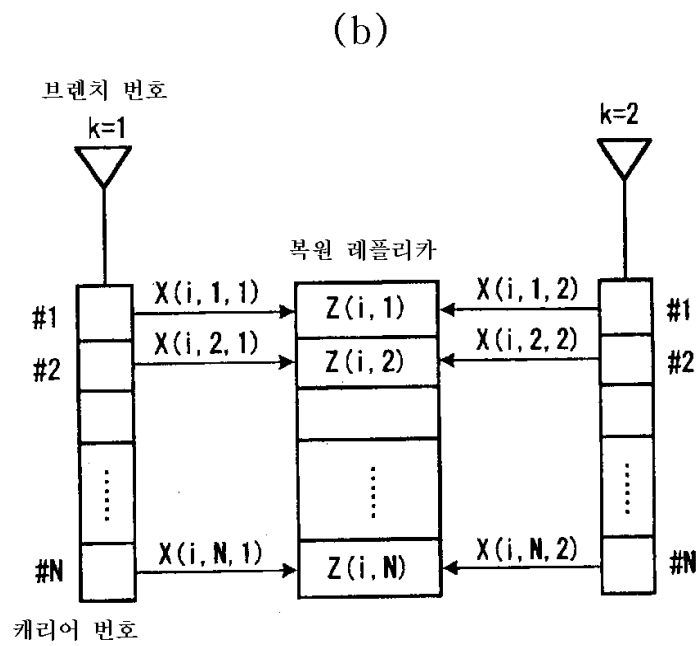 (b)
브렌치 번호
k=1
k=2
복원 레플리카
#1 X(i,1,1) Z(i,1) X(i,1,2) #1
#2 X(i,2,1) Z(i,2) X(i,2,2) #2
#N X(i,N,1) Z(i,N) X(i,N,2) #N
캐리어 번호